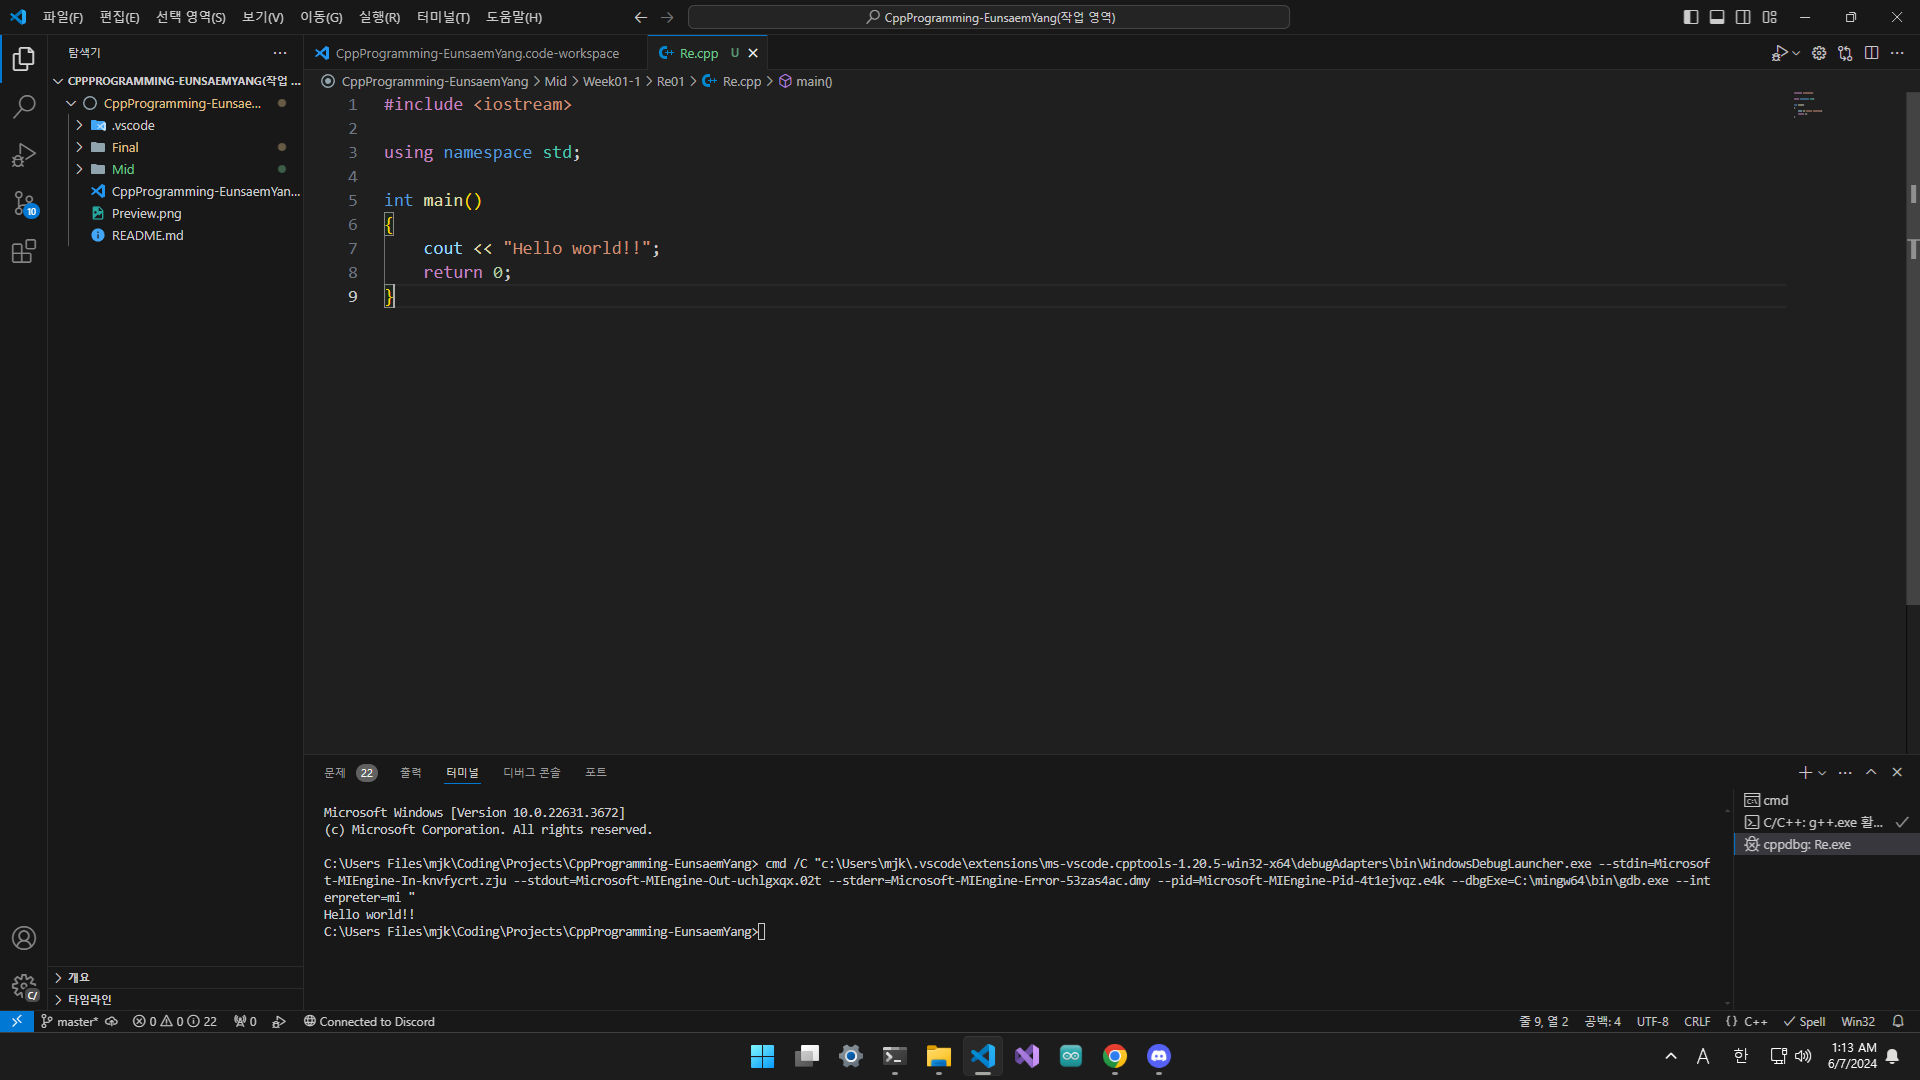 파일(F) 편집(E) 선택 영역(S) 보기(V) 이동(G) 실행(R) 터미널(T) 도움말(H)
CppProgramming-EunsaemYang(작업 영역)
탐색기
CPPPROGRAMMING-EUNSAEMYANG(작업 ...
CppProgramming-Eunsae...
.vscode
Final
Mid
CppProgramming-EunsaemYan...
Preview.png
README.md
개요
타임라인
10
C/
CppProgramming-EunsaemYang.code-workspace
Re.cpp U
CppProgramming-EunsaemYang > Mid > Week01-1 > Re01 > Re.cpp > main()
1 #include <iostream>
2
3 using namespace std;
4
5 int main()
6 {
7 cout << "Hello world!!";
8 return 0;
9 }
문제 22 출력 터미널 디버그 콘솔 포트
Microsoft Windows [Version 10.0.22631.3672]
(c) Microsoft Corporation. All rights reserved.
C:\Users Files\mjk\Coding\Projects\CppProgramming-EunsaemYang> cmd /C "c:\Users\mjk\.vscode\extensions\ms-vscode.cpptools-1.20.5-win32-x64\debugAdapters\bin\WindowsDebugLauncher.exe --stdin=Microsof
t-MIEngine-In-knvfycrt.zju --stdout=Microsoft-MIEngine-Out-uchlgxqx.02t --stderr=Microsoft-MIEngine-Error-53zas4ac.dmy --pid=Microsoft-MIEngine-Pid-4t1ejvqz.e4k --dbgExe=C:\mingw64\bin\gdb.exe --int
erpreter=mi "
Hello world!!
C:\Users Files\mjk\Coding\Projects\CppProgramming-EunsaemYang>
cmd
C/C++: g++.exe 활...
cppdbg: Re.exe
master* 0 0 22 0 Connected to Discord
줄 9, 열 2 공백: 4 UTF-8 CRLF {} C++ Spell Win32
A 한
1:13 AM
6/7/2024